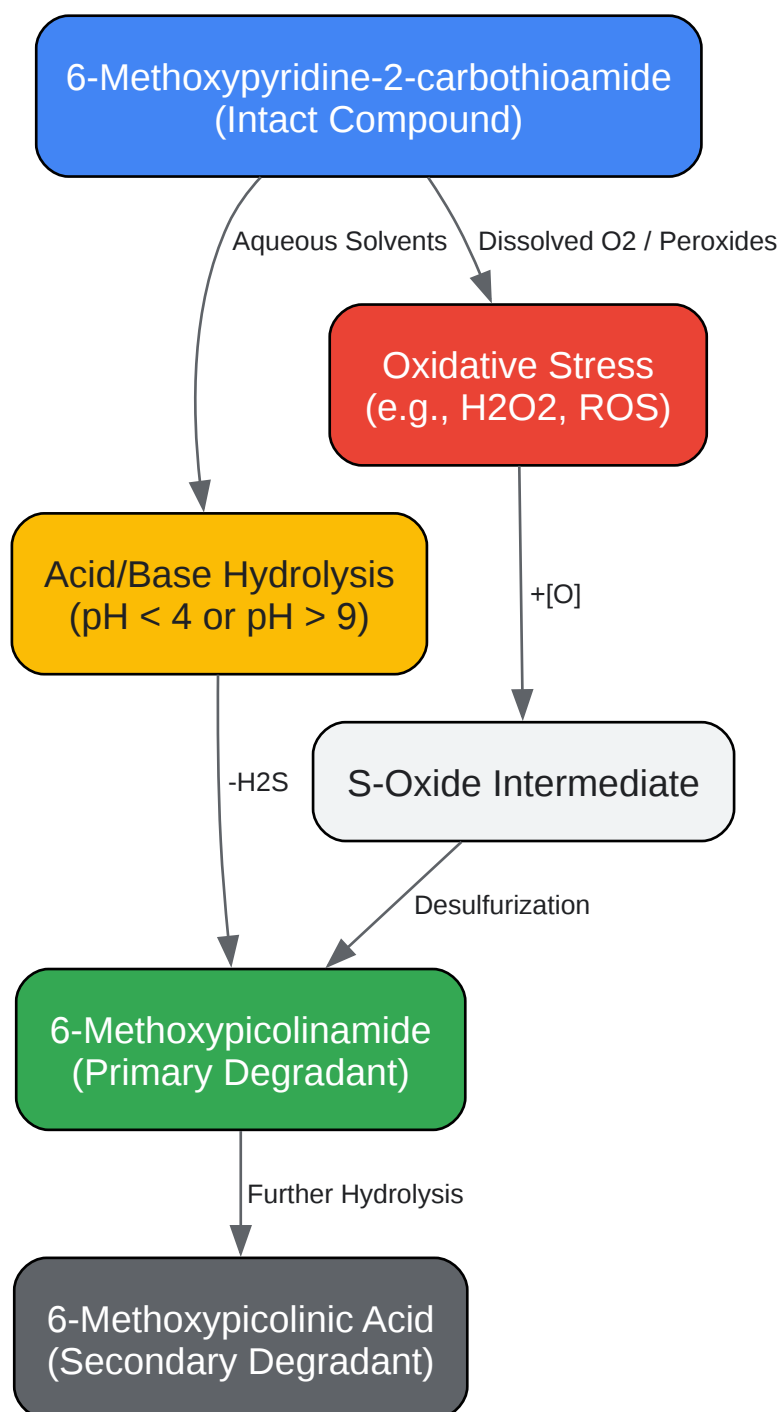 6-Methoxypyridine-2-carbothioamide
(Intact Compound)
Aqueous Solvents
Dissolved O2 / Peroxides
Oxidative Stress
(e.g., H2O2, ROS)
Acid/Base Hydrolysis
(pH < 4 or pH > 9)
+[O]
-H2S
S-Oxide Intermediate
Desulfurization
6-Methoxypicolinamide
(Primary Degradant)
Further Hydrolysis
6-Methoxypicolinic Acid
(Secondary Degradant)